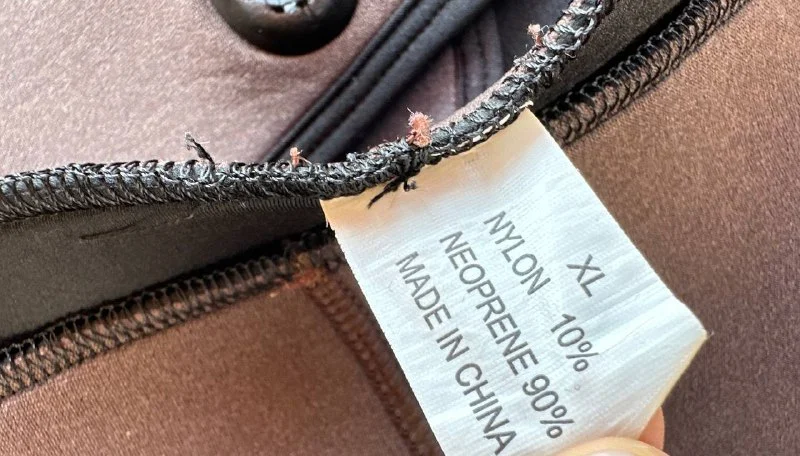 XL
NYLON 10%
NEOPRENE 90%
MADE IN CHINA